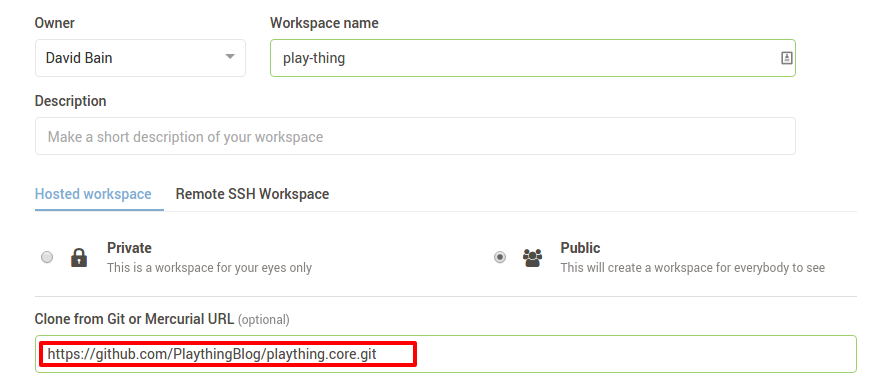 Owner Workspace name
David Bain play-thing
Description
Make a short description of your workspace
Hosted workspace Remote SSH Workspace
Private Public
This is a workspace for your eyes only This will create a workspace for everybody to see
Clone from Git or Mercurial URL (optional)
https://github.com/PlaythingBlog/plaything.core.git